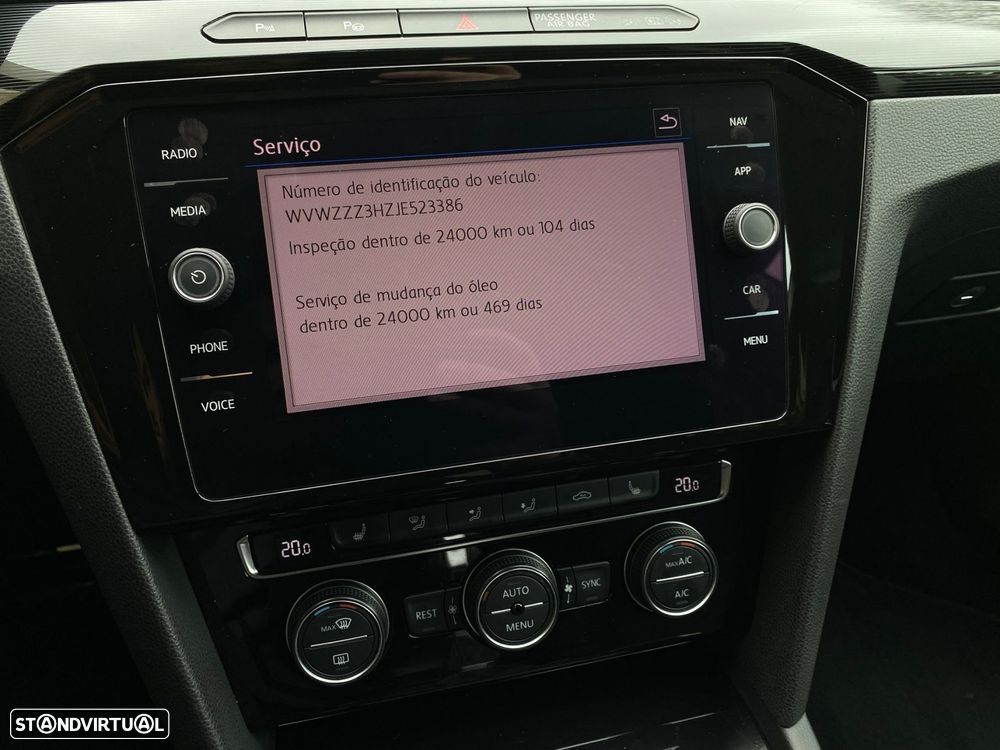 PASSENGER
AIR BAG
RADIO
MEDIA
PHONE
VOICE
Serviço
Número de identificação do veículo:
WVWZZZ3HZJE523386
Inspeção dentro de 24000 km ou 104 dias
Serviço de mudança do óleo
dentro de 24000 km ou 469 dias
NAV
APP
CAR
MENU
20.0
20.0
MAX
REST
AUTO
MENU
SYNC
MAX A/C
A/C
STANDVIRTUAL